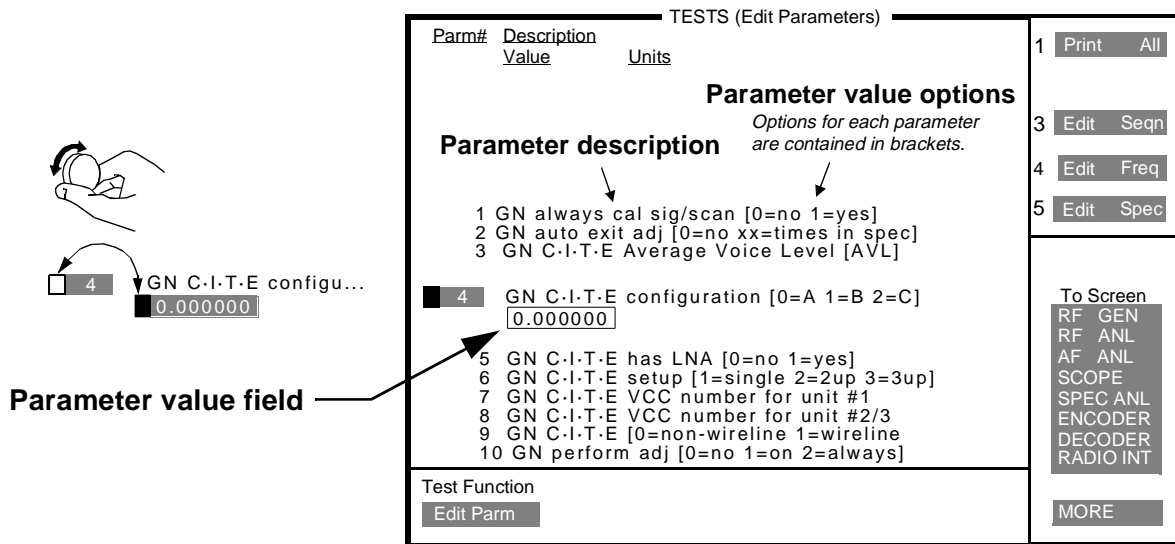 TESTS (Edit Parameters)
Parm# Description
Value Units
Parameter value options
Options for each parameter
are contained in brackets.
Parameter description
1 GN always cal sig/scan [0=no 1=yes]
2 GN auto exit adj [0=no xx=times in spec]
3 GN C·I·T·E Average Voice Level [AVL]
4 GN C·I·T·E configuration [0=A 1=B 2=C]
0.000000
5 GN C·I·T·E has LNA [0=no 1=yes]
6 GN C·I·T·E setup [1=single 2=2up 3=3up]
7 GN C·I·T·E VCC number for unit #1
8 GN C·I·T·E VCC number for unit #2/3
9 GN C·I·T·E [0=non-wireline 1=wireline
10 GN perform adj [0=no 1=on 2=always]
4 GN C·I·T·E configu...
0.000000
Parameter value field
Test Function
Edit Parm
1 Print All
3 Edit Seqn
4 Edit Freq
5 Edit Spec
To Screen
RF GEN
RF ANL
AF ANL
SCOPE
SPEC ANL
ENCODER
DECODER
RADIO INT
MORE